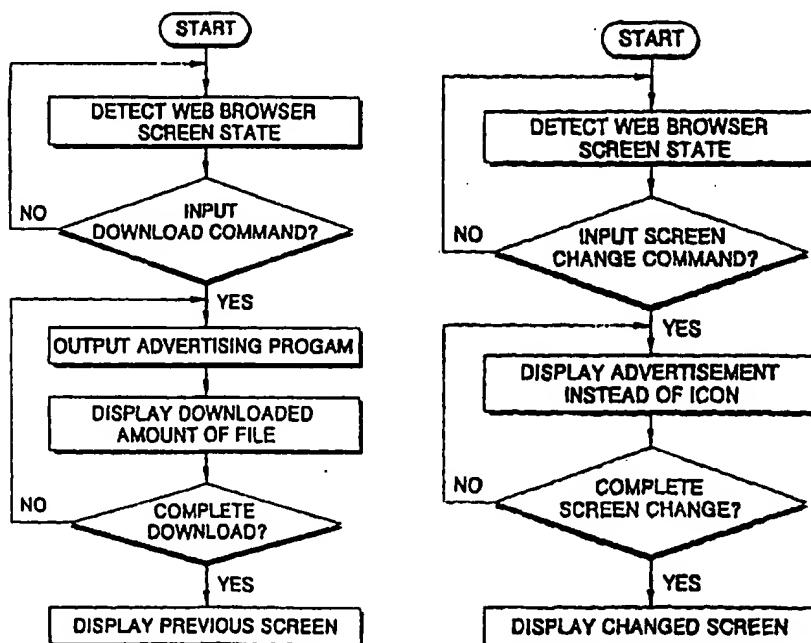 START
DETECT WEB BROWSER
SCREEN STATE
NO
INPUT
DOWNLOAD COMMAND?
YES
OUTPUT ADVERTISING PROGAM
DISPLAY DOWNLOADED
AMOUNT OF FILE
NO
COMPLETE
DOWNLOAD?
YES
DISPLAY PREVIOUS SCREEN
START
DETECT WEB BROWSER
SCREEN STATE
NO
INPUT SCREEN
CHANGE COMMAND?
YES
DISPLAY ADVERTISEMENT
INSTEAD OF ICON
NO
COMPLETE
SCREEN CHANGE?
YES
DISPLAY CHANGED SCREEN